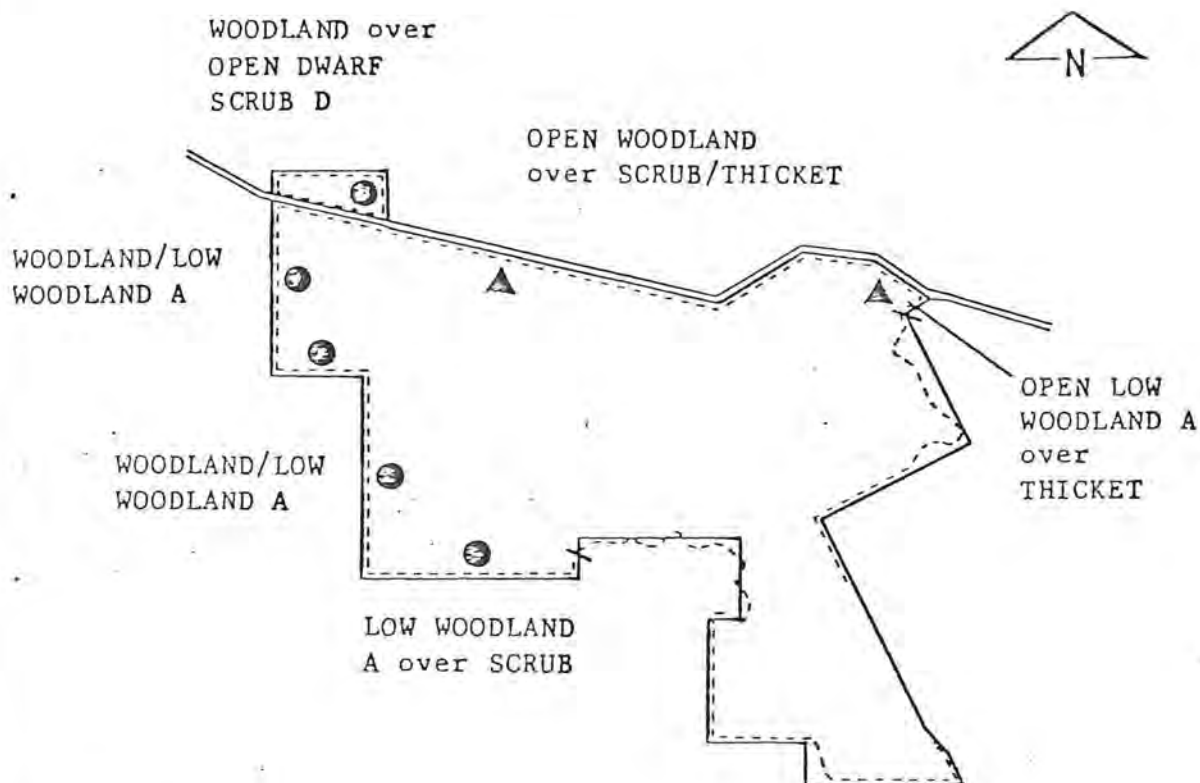 WOODLAND over
OPEN DWARF
SCRUB D
N
OPEN WOODLAND
over SCRUB/THICKET
WOODLAND/LOW
WOODLAND A
OPEN LOW
WOODLAND A
over
THICKET
WOODLAND/LOW
WOODLAND A
LOW WOODLAND
A over SCRUB